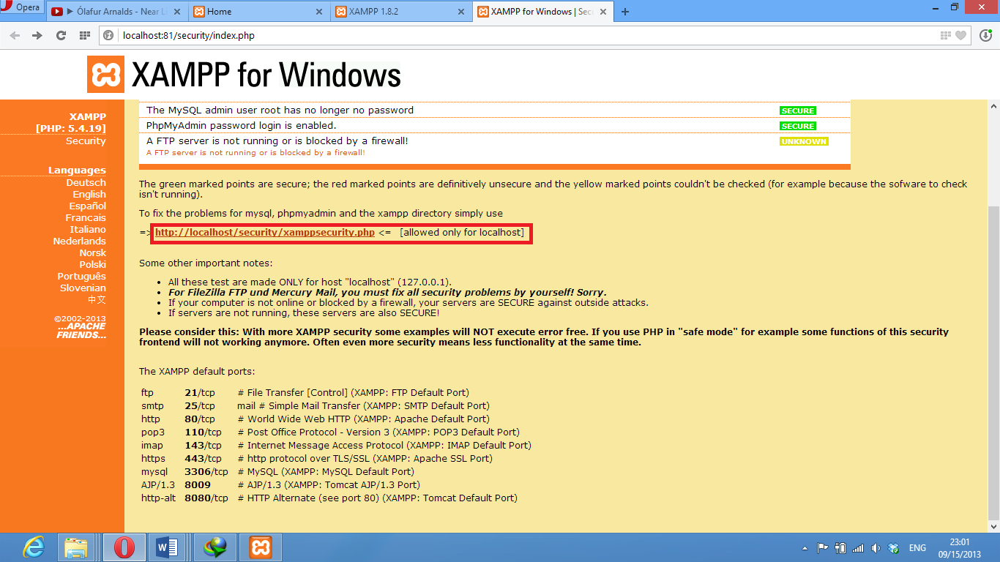 Opera
Ólafur Arnalds - Near L
Home
XAMPP 1.8.2
XAMPP for Windows | Sec
localhost:81/security/index.php
XAMPP for Windows
XAMPP
[PHP: 5.4.19]
Security
Languages
Deutsch
English
Español
Francais
Italiano
Nederlands
Norsk
Polski
Português
Slovenian
中文
©2002-2013
...APACHE
FRIENDS...
The MySQL admin user root has no longer no password SECURE
PhpMyAdmin password login is enabled. SECURE
A FTP server is not running or is blocked by a firewall! UNKNOWN
A FTP server is not running or is blocked by a firewall!
The green marked points are secure; the red marked points are definitively unsecure and the yellow marked points couldn't be checked (for example because the sofware to check
isn't running).
To fix the problems for mysql, phpmyadmin and the xampp directory simply use
=> http://localhost/security/xamppsecurity.php <= [allowed only for localhost]
Some other important notes:
• All these test are made ONLY for host "localhost" (127.0.0.1).
• For FileZilla FTP und Mercury Mail, you must fix all security problems by yourself! Sorry.
• If your computer is not online or blocked by a firewall, your servers are SECURE against outside attacks.
• If servers are not running, these servers are also SECURE!
Please consider this: With more XAMPP security some examples will NOT execute error free. If you use PHP in "safe mode" for example some functions of this security
frontend will not working anymore. Often even more security means less functionality at the same time.
The XAMPP default ports:
ftp 21/tcp # File Transfer [Control] (XAMPP: FTP Default Port)
smtp 25/tcp mail # Simple Mail Transfer (XAMPP: SMTP Default Port)
http 80/tcp # World Wide Web HTTP (XAMPP: Apache Default Port)
pop3 110/tcp # Post Office Protocol - Version 3 (XAMPP: POP3 Default Port)
imap 143/tcp # Internet Message Access Protocol (XAMPP: IMAP Default Port)
https 443/tcp # http protocol over TLS/SSL (XAMPP: Apache SSL Port)
mysql 3306/tcp # MySQL (XAMPP: MySQL Default Port)
AJP/1.3 8009 # AJP/1.3 (XAMPP: Tomcat AJP/1.3 Port)
http-alt 8080/tcp # HTTP Alternate (see port 80) (XAMPP: Tomcat Default Port)
ENG
23:01
09/15/2013